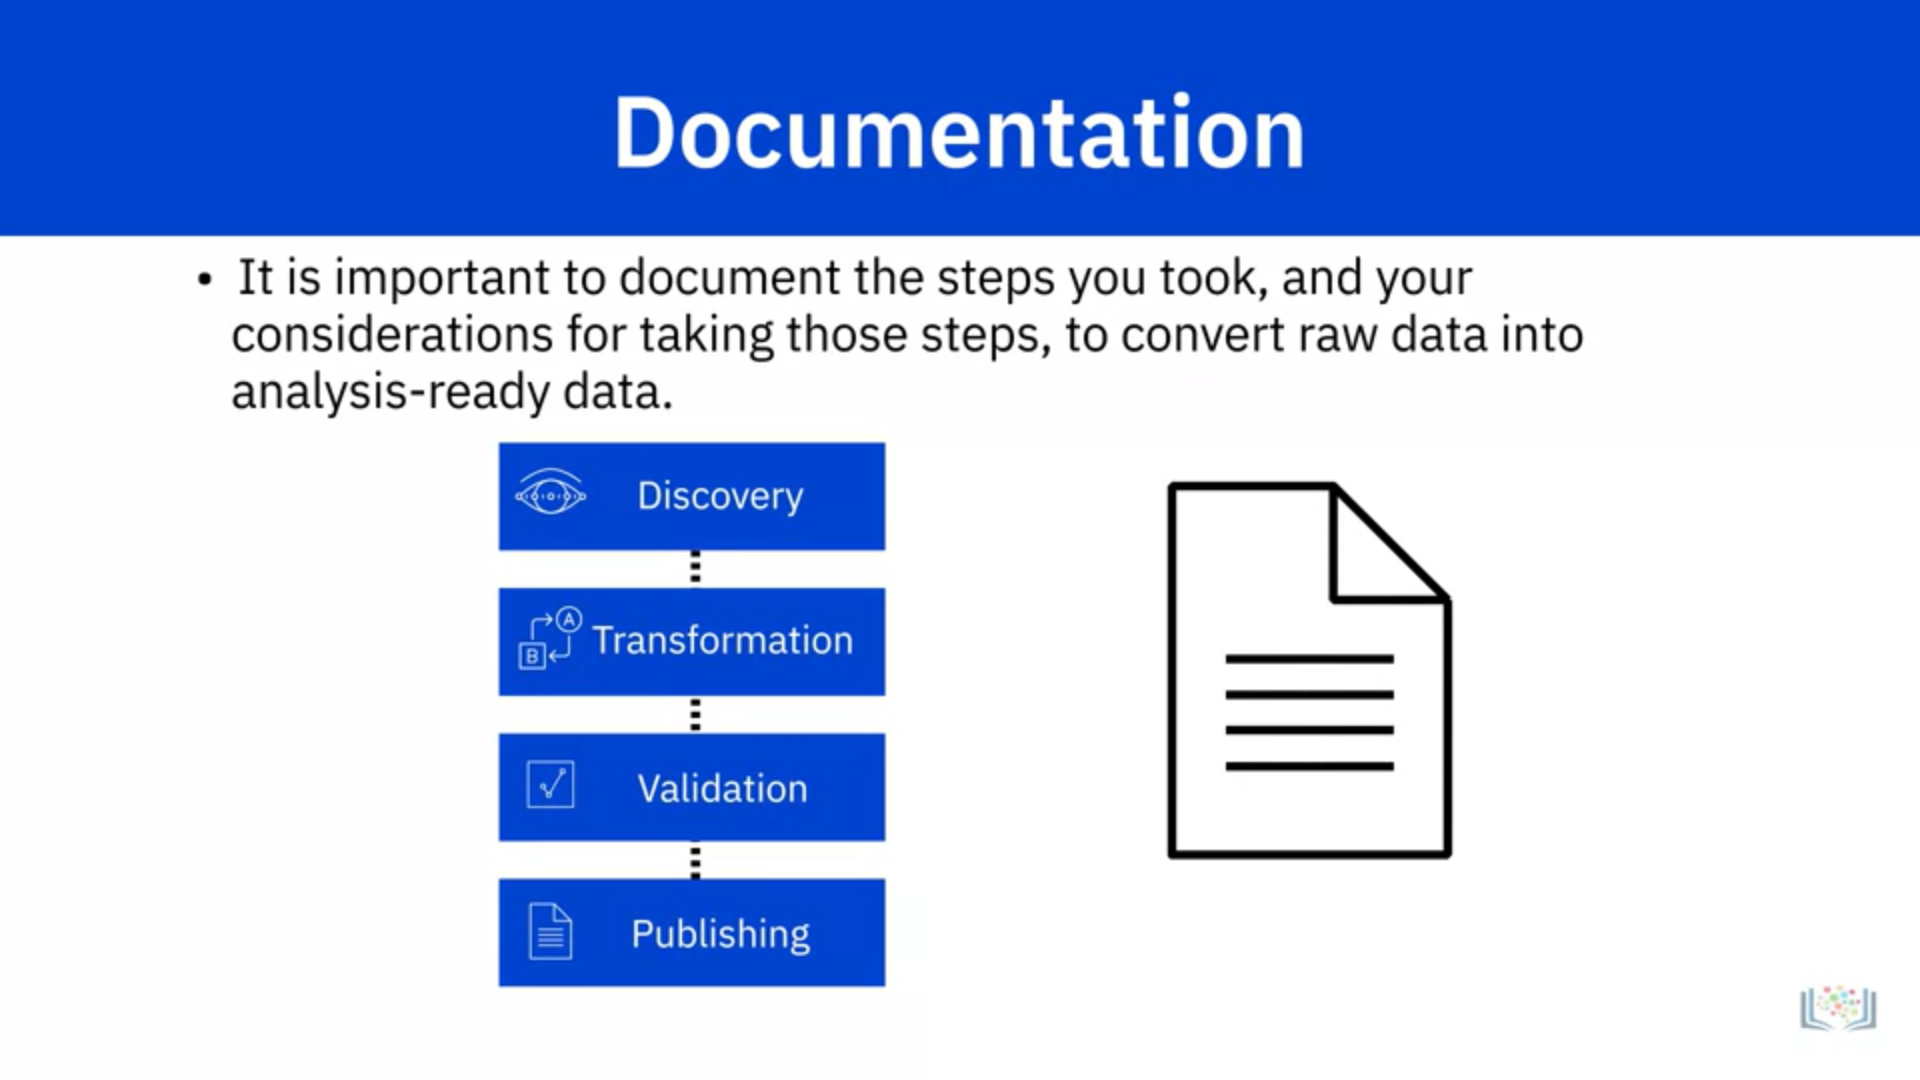 Documentation
• It is important to document the steps you took, and your
considerations for taking those steps, to convert raw data into
analysis-ready data.
Discovery
A
B
Transformation
Validation
Publishing